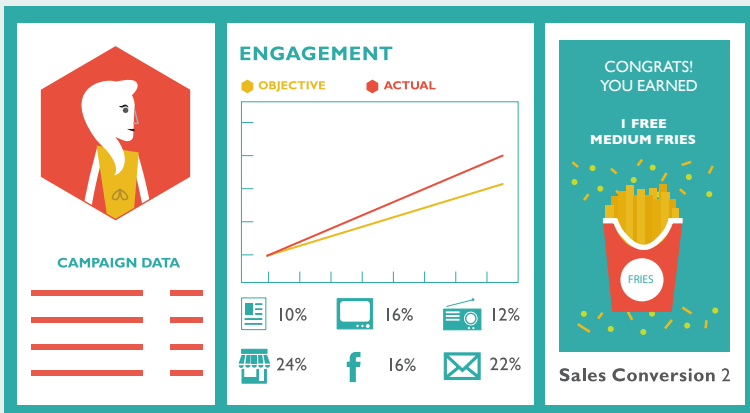 CAMPAIGN DATA
ENGAGEMENT
OBJECTIVE
ACTUAL
10%
16%
12%
24%
f
16%
22%
CONGRATS!
YOU EARNED
1 FREE
MEDIUM FRIES
FRIES
Sales Conversion 2